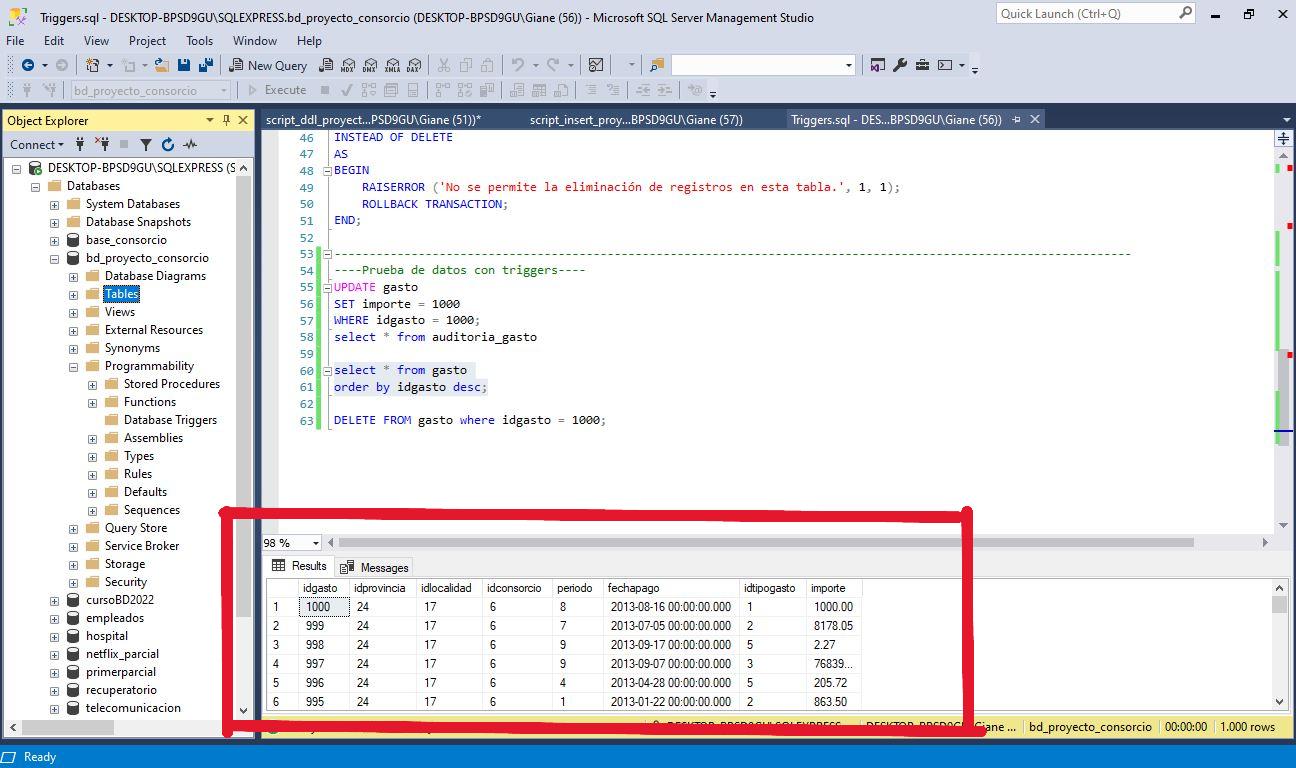 Triggers.sql - DESKTOP-BPSD9GU\SQLEXPRESS.bd_proyecto_consorcio (DESKTOP-BPSD9GU\Giane (56)) - Microsoft SQL Server Management Studio
Quick Launch (Ctrl+Q)
File Edit View Project Tools Window Help
New Query MDX DMX XMLA DAX
bd_proyecto_consorcio Execute
Object Explorer
Connect
DESKTOP-BPSD9GU\SQLEXPRESS (S
Databases
System Databases
Database Snapshots
base_consorcio
bd_proyecto_consorcio
Database Diagrams
Tables
Views
External Resources
Synonyms
Programmability
Stored Procedures
Functions
Database Triggers
Assemblies
Types
Rules
Defaults
Sequences
Query Store
Service Broker
Storage
Security
cursoBD2022
empleados
hospital
netflix_parcial
primerparcial
recuperatorio
telecomunicacion
script_ddl_proyect...PSD9GU\Giane (51))* script_insert_proy...BPSD9GU\Giane (57)) Triggers.sql - DES...BPSD9GU\Giane (56))
46 INSTEAD OF DELETE
47 AS
48 BEGIN
49 RAISERROR ('No se permite la eliminación de registros en esta tabla.', 1, 1);
50 ROLLBACK TRANSACTION;
51 END;
52
53 --------------------------------------------------------------------------------------------------------------------
54 ----Prueba de datos con triggers----
55 UPDATE gasto
56 SET importe = 1000
57 WHERE idgasto = 1000;
58 select * from auditoria_gasto
59
60 select * from gasto
61 order by idgasto desc;
62
63 DELETE FROM gasto where idgasto = 1000;
98 %
Results Messages
idgasto idprovincia idlocalidad idconsorcio periodo fechapago idtipogasto importe
1 1000 24 17 6 8 2013-08-16 00:00:00.000 1 1000.00
2 999 24 17 6 7 2013-07-05 00:00:00.000 2 8178.05
3 998 24 17 6 9 2013-09-17 00:00:00.000 5 2.27
4 997 24 17 6 9 2013-09-07 00:00:00.000 3 76839...
5 996 24 17 6 4 2013-04-28 00:00:00.000 5 205.72
6 995 24 17 6 1 2013-01-22 00:00:00.000 2 863.50
DESKTOP-BPSD9GU\SQLEXPRESS DESKTOP-BPSD9GU\Giane ... bd_proyecto_consorcio 00:00:00 1.000 rows
Ready